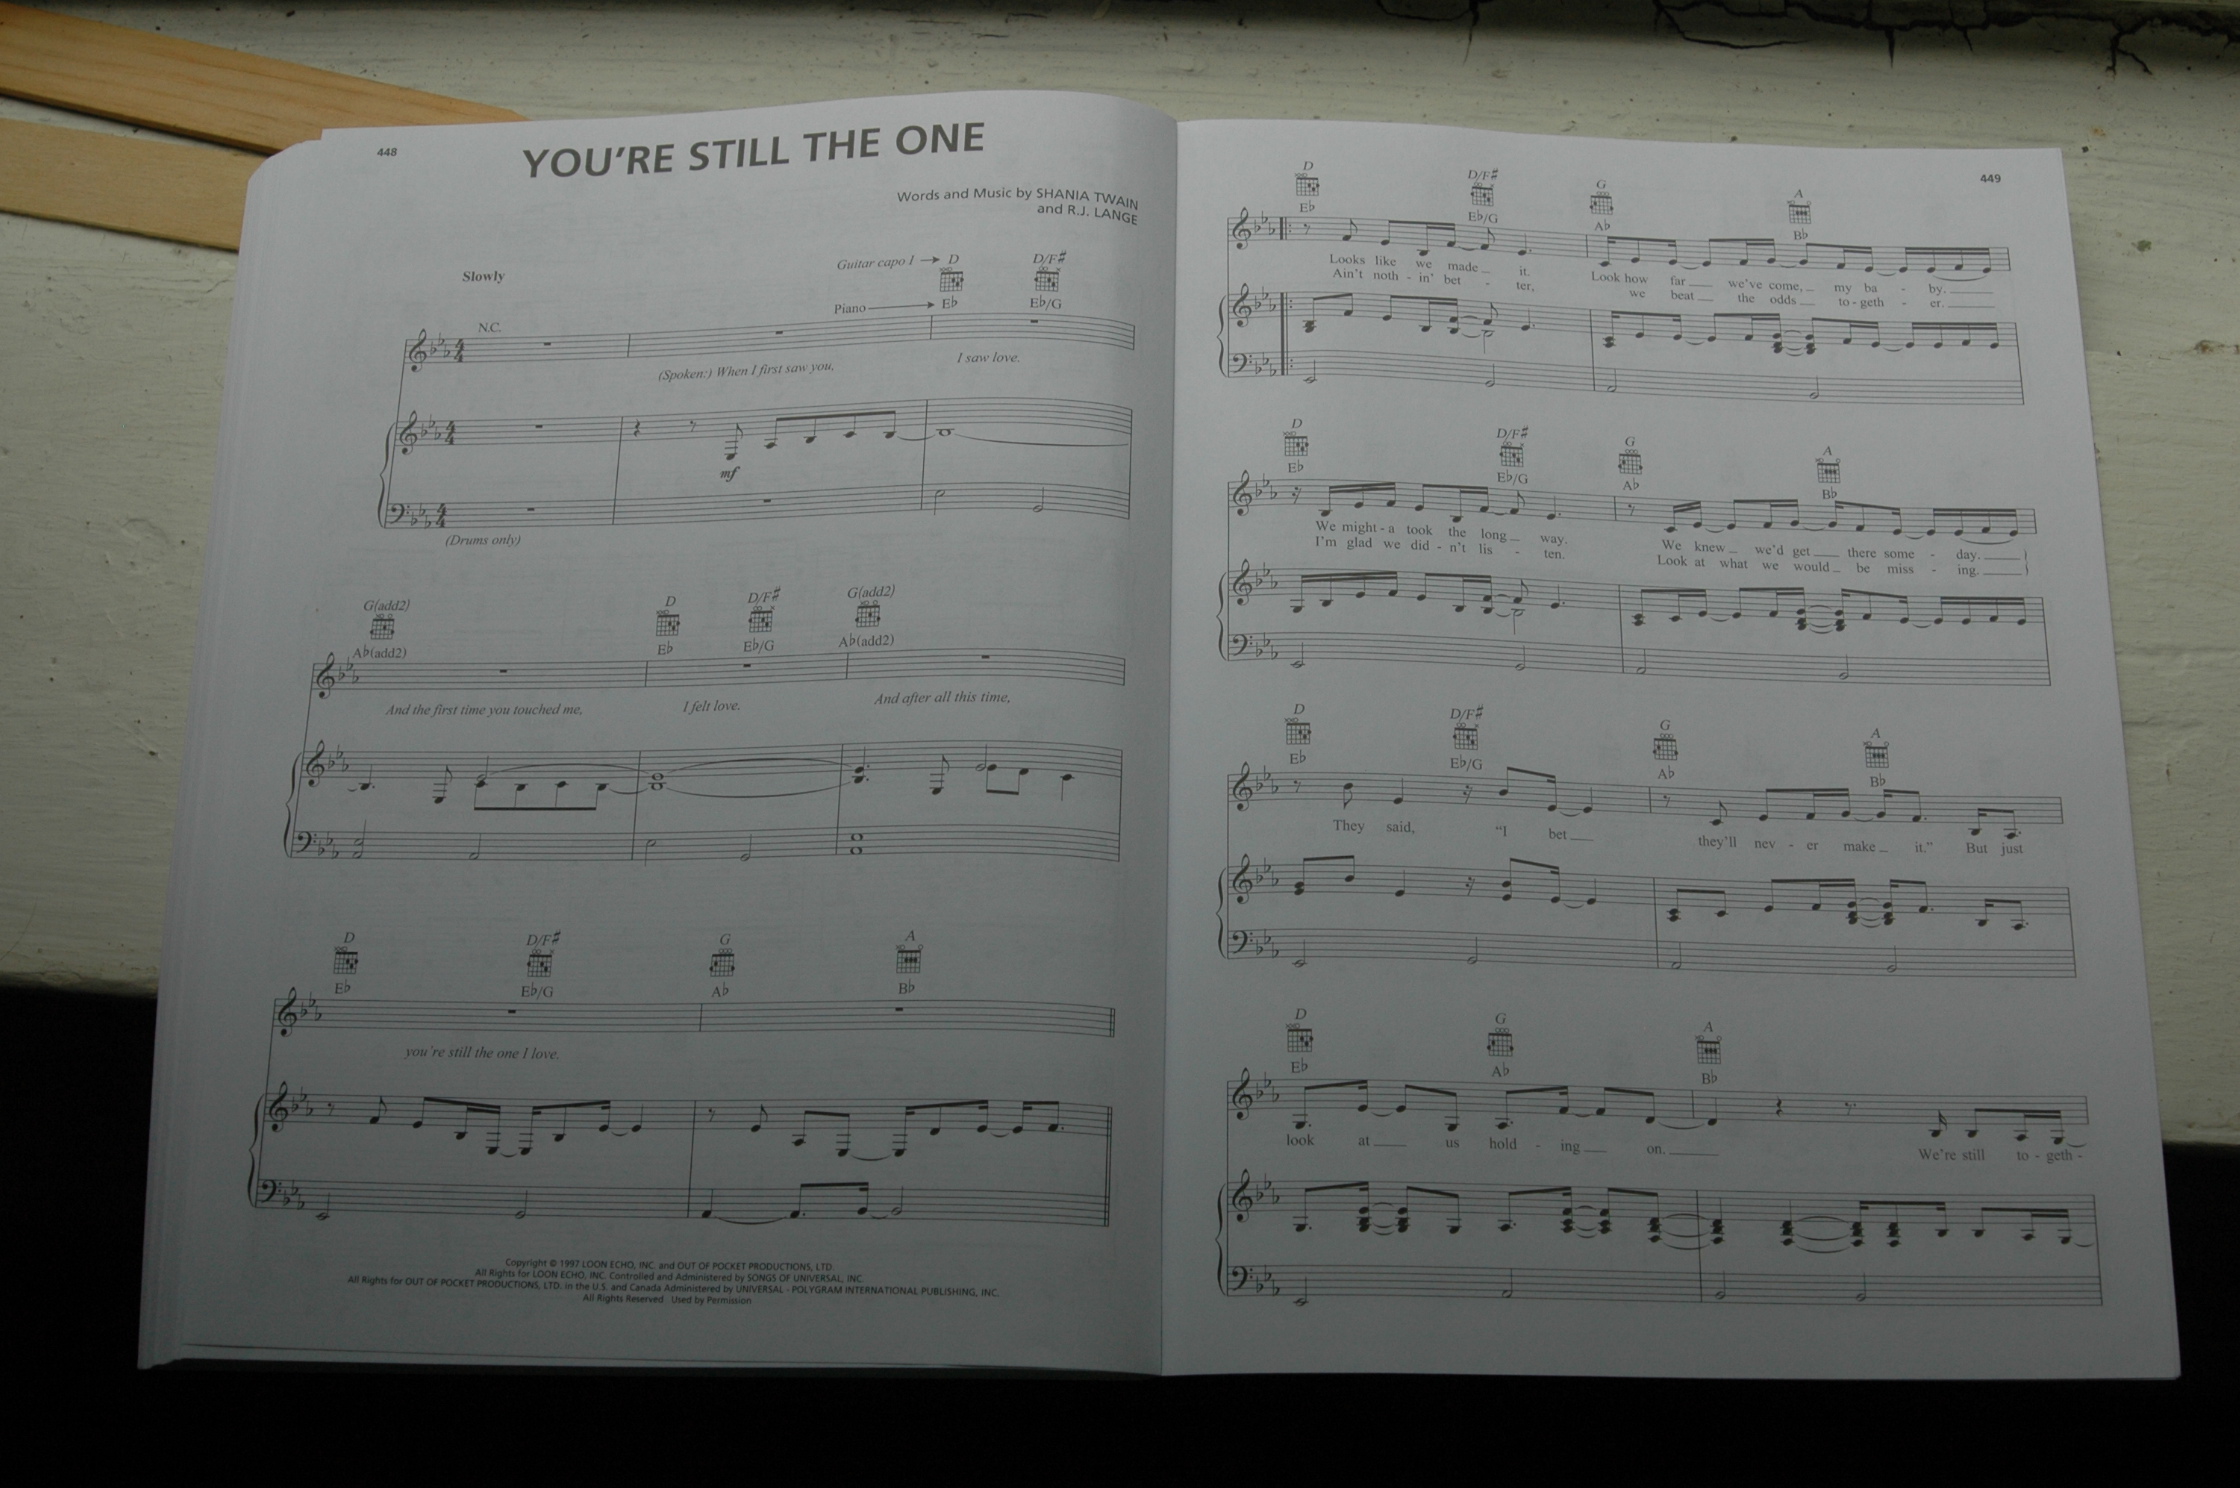 448
YOU'RE STILL THE ONE
Words and Music by SHANIA TWAIN
and R.J. LANGE
Slowly
Guitar capo I → D D/F♯
Piano → E♭ E♭/G
N.C.
(Spoken:) When I first saw you, I saw love.
mf
(Drums only)
G(add2) D D/F♯ G(add2)
A♭(add2) E♭ E♭/G A♭(add2)
And the first time you touched me, I felt love. And after all this time,
D D/F♯ G A
E♭ E♭/G A♭ B♭
you're still the one I love.
Copyright © 1997 LOON ECHO, INC. and OUT OF POCKET PRODUCTIONS, LTD.
All Rights for LOON ECHO, INC. Controlled and Administered by SONGS OF UNIVERSAL, INC.
All Rights for OUT OF POCKET PRODUCTIONS, LTD. in the U.S. and Canada Administered by UNIVERSAL - POLYGRAM INTERNATIONAL PUBLISHING, INC.
All Rights Reserved Used by Permission
449
D D/F♯ G A
E♭ E♭/G A♭ B♭
Looks like we made it. Look how far we've come, my ba - by.
Ain't noth - in' bet - ter, we beat the odds to - geth - er.
D D/F♯ G A
E♭ E♭/G A♭ B♭
We might - a took the long way. We knew we'd get there some - day.
I'm glad we did - n't lis - ten. Look at what we would be miss - ing.
D D/F♯ G A
E♭ E♭/G A♭ B♭
They said, "I bet they'll nev - er make it." But just
D G A
E♭ A♭ B♭
look at us hold - ing on. We're still to - geth -